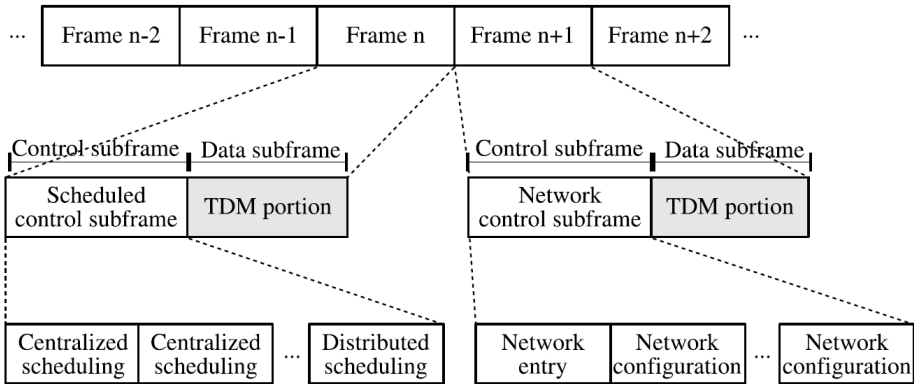 ... Frame n-2 Frame n-1 Frame n Frame n+1 Frame n+2 ...
Control subframe Data subframe Control subframe Data subframe
Scheduled
control subframe
TDM portion
Network
control subframe
TDM portion
Centralized
scheduling
Centralized
scheduling
...
Distributed
scheduling
Network
entry
Network
configuration
...
Network
configuration